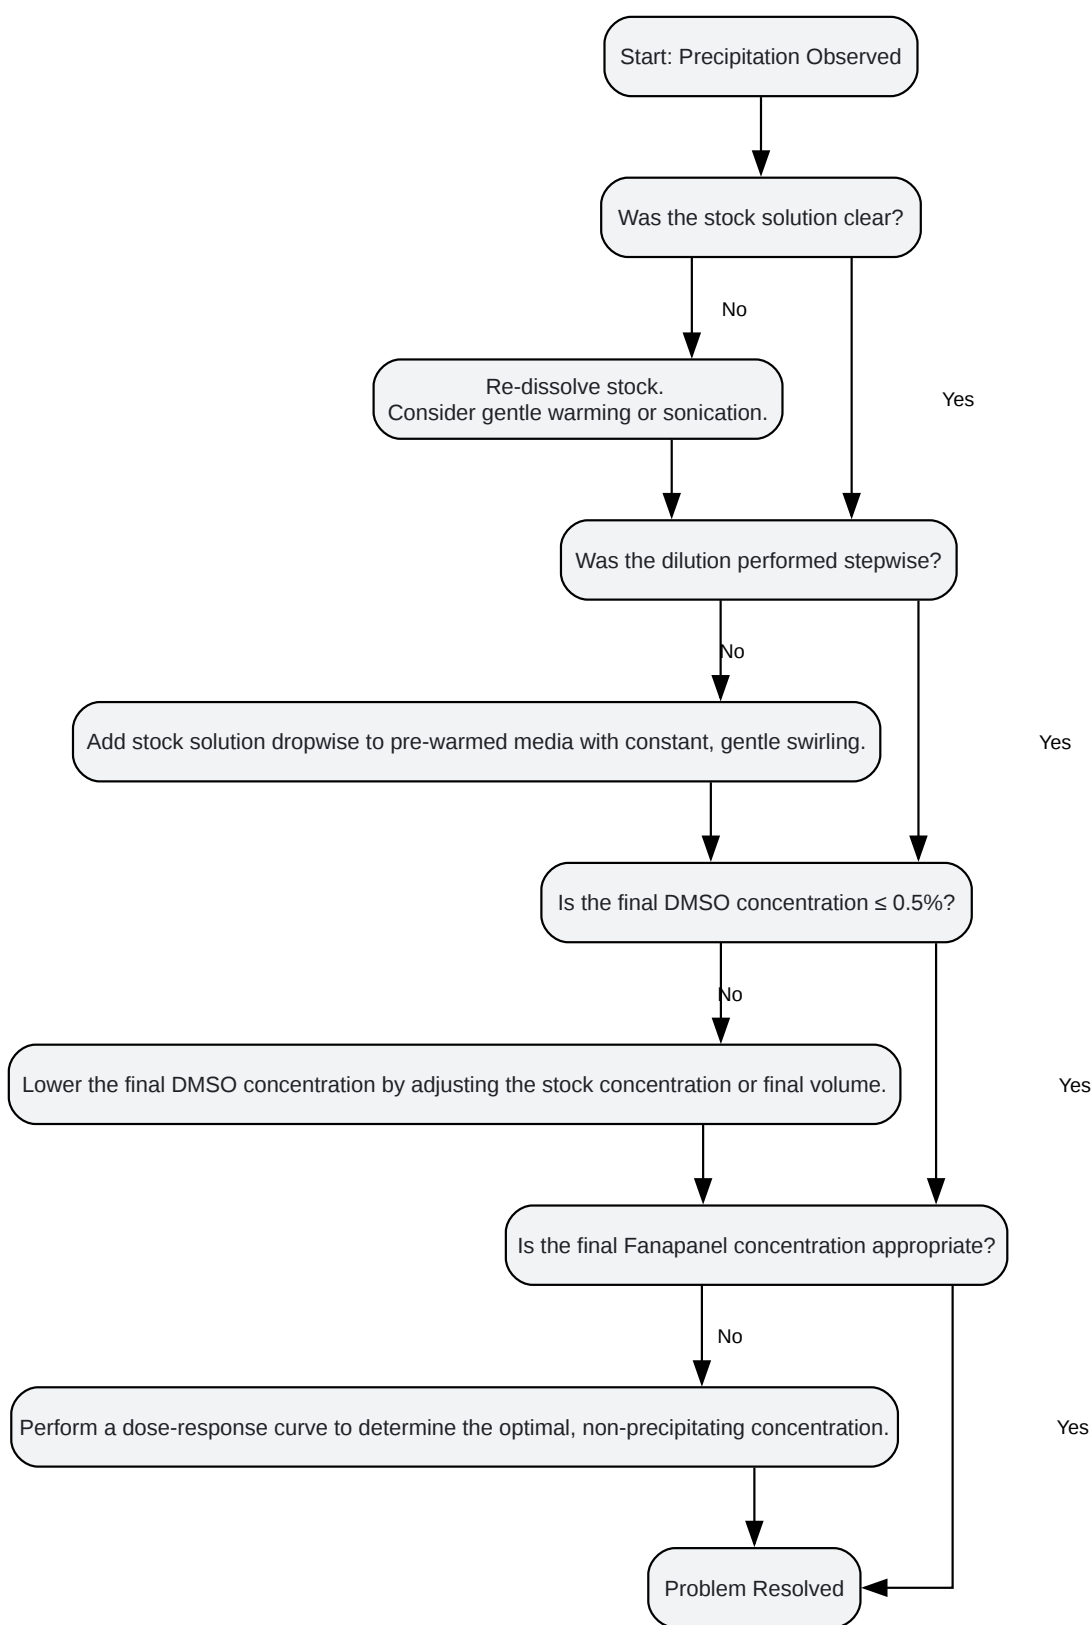 Start: Precipitation Observed
Was the stock solution clear?
No
Re-dissolve stock.
Consider gentle warming or sonication.
Yes
Was the dilution performed stepwise?
No
Add stock solution dropwise to pre-warmed media with constant, gentle swirling.
Yes
Is the final DMSO concentration ≤ 0.5%?
No
Lower the final DMSO concentration by adjusting the stock concentration or final volume.
Yes
Is the final Fanapanel concentration appropriate?
No
Perform a dose-response curve to determine the optimal, non-precipitating concentration.
Yes
Problem Resolved